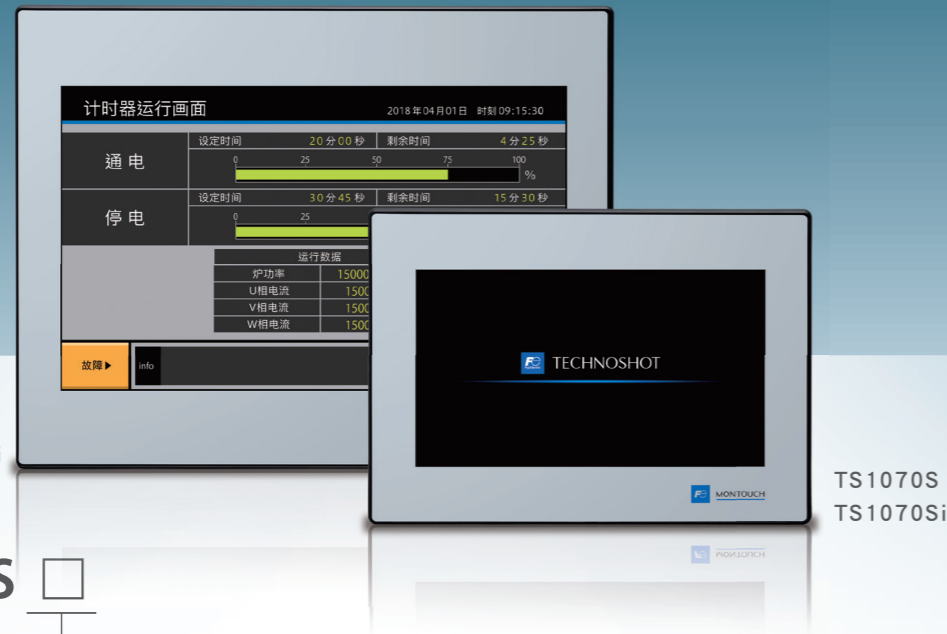 计时器运行画面 2018年04月01日 时刻09:15:30
通电
设定时间 20分00秒 剩余时间 4分25秒
0 25 50 75 100
%
停电
设定时间 30分45秒 剩余时间 15分30秒
0 25
运行数据
炉功率 15000
U相电流 1500
V相电流 1500
W相电流 1500
故障▶ info
TECHNOSHOT
MONTOUCH
TS1070S
TS1070Si
S □